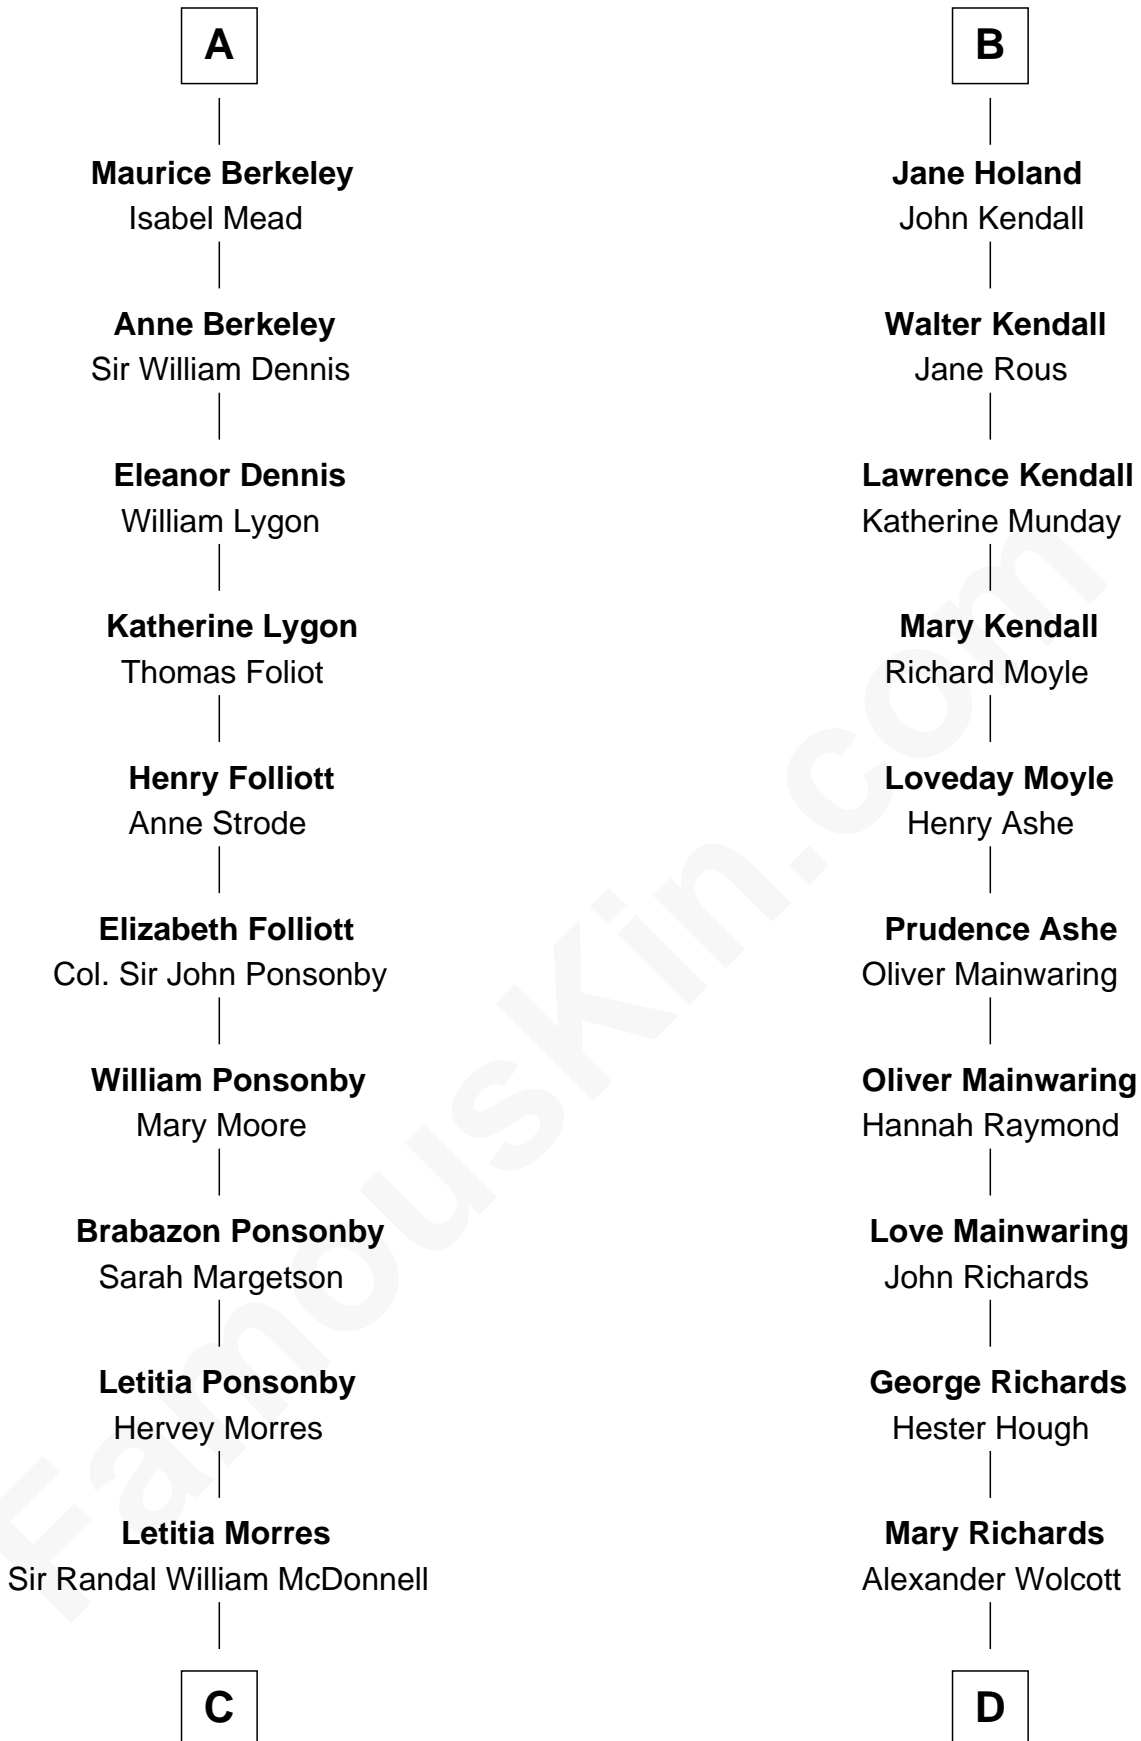 A
Maurice Berkeley
Isabel Mead
Anne Berkeley
Sir William Dennis
Eleanor Dennis
William Lygon
Katherine Lygon
Thomas Foliot
Henry Folliott
Anne Strode
Elizabeth Folliott
Col. Sir John Ponsonby
William Ponsonby
Mary Moore
Brabazon Ponsonby
Sarah Margetson
Letitia Ponsonby
Hervey Morres
Letitia Morres
Sir Randal William McDonnell
C
B
Jane Holand
John Kendall
Walter Kendall
Jane Rous
Lawrence Kendall
Katherine Munday
Mary Kendall
Richard Moyle
Loveday Moyle
Henry Ashe
Prudence Ashe
Oliver Mainwaring
Oliver Mainwaring
Hannah Raymond
Love Mainwaring
John Richards
George Richards
Hester Hough
Mary Richards
Alexander Wolcott
D
FamousKin.com